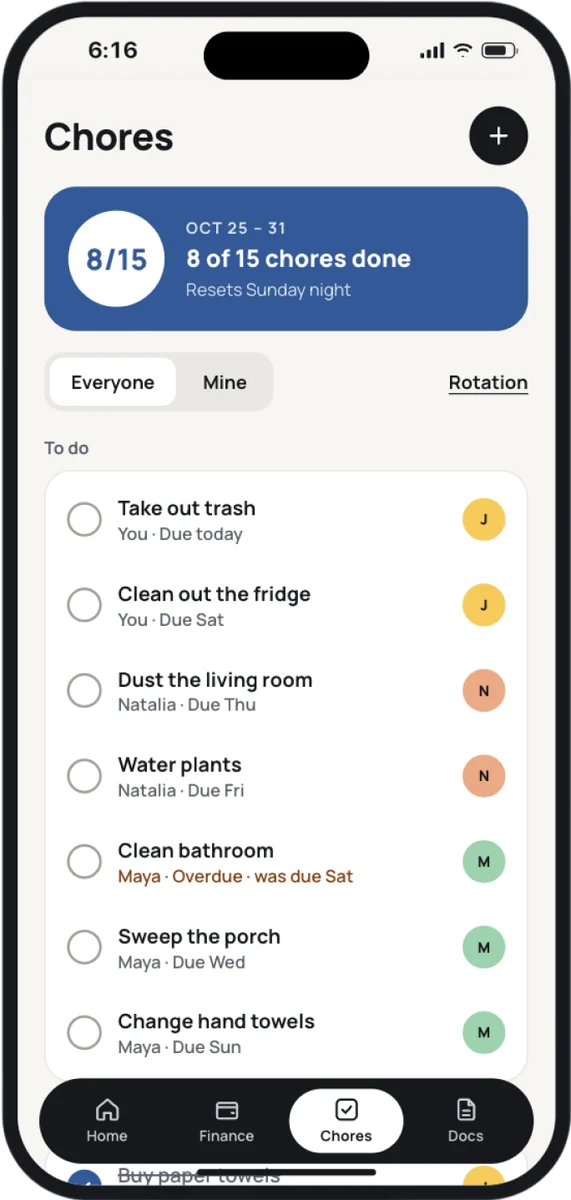 6:16
Chores
+
8/15
OCT 25 – 31
8 of 15 chores done
Resets Sunday night
Everyone
Mine
Rotation
To do
Take out trash
J
You · Due today
Clean out the fridge
J
You · Due Sat
Dust the living room
N
Natalia · Due Thu
Water plants
N
Natalia · Due Fri
Clean bathroom
M
Maya · Overdue · was due Sat
Sweep the porch
M
Maya · Due Wed
Change hand towels
M
Maya · Due Sun
Home
Finance
Chores
Docs
Buy paper towels